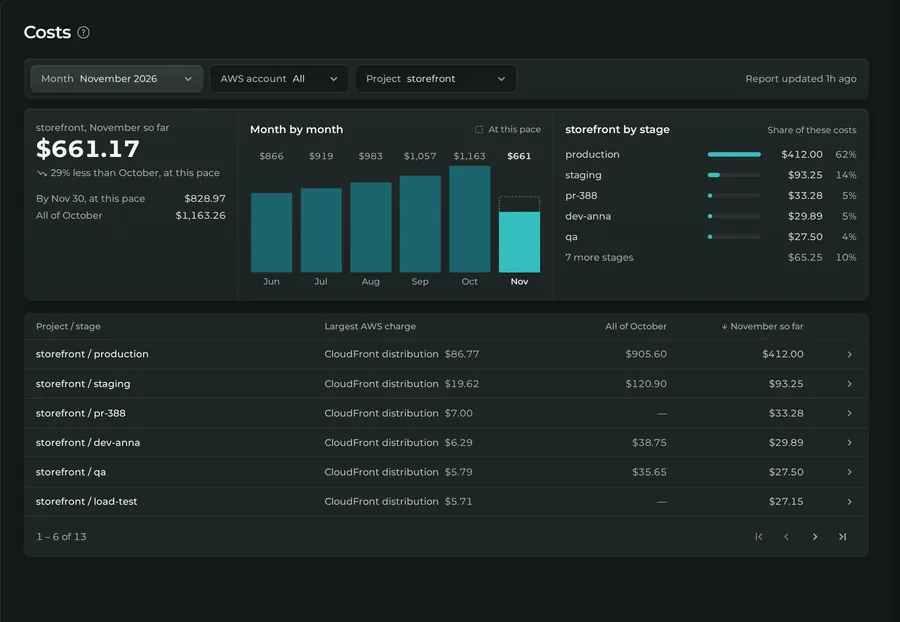 Costs ?
Month November 2026
AWS account All
Project storefront
Report updated 1h ago
storefront, November so far
$661.17
29% less than October, at this pace
By Nov 30, at this pace $828.97
All of October $1,163.26
Month by month
At this pace
$866 $919 $983 $1,057 $1,163 $661
Jun Jul Aug Sep Oct Nov
storefront by stage
Share of these costs
production $412.00 62%
staging $93.25 14%
pr-388 $33.28 5%
dev-anna $29.89 5%
qa $27.50 4%
7 more stages $65.25 10%
Project / stage Largest AWS charge All of October ↓ November so far
storefront / production CloudFront distribution $86.77 $905.60 $412.00
storefront / staging CloudFront distribution $19.62 $120.90 $93.25
storefront / pr-388 CloudFront distribution $7.00 — $33.28
storefront / dev-anna CloudFront distribution $6.29 $38.75 $29.89
storefront / qa CloudFront distribution $5.79 $35.65 $27.50
storefront / load-test CloudFront distribution $5.71 — $27.15
1 – 6 of 13